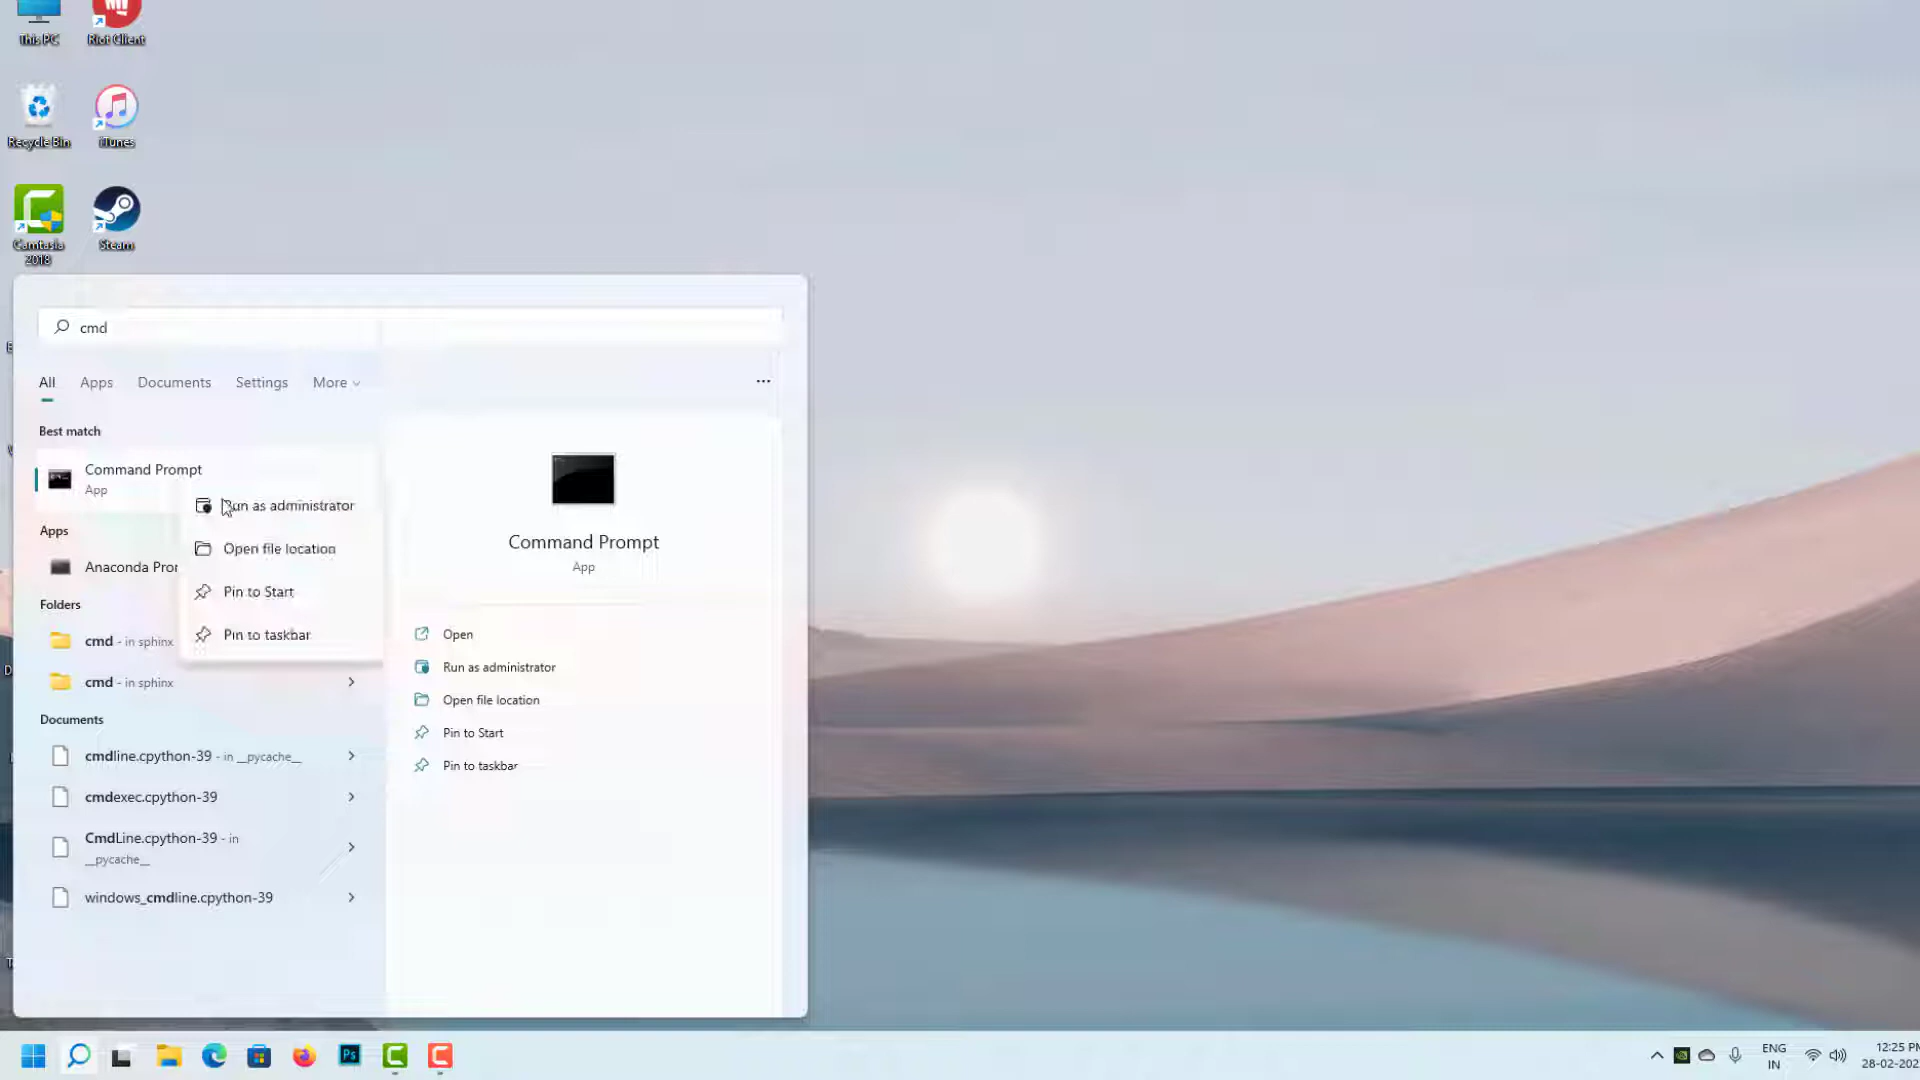 This PC
Riot Client
Recycle Bin
iTunes
Camtasia
2018
Steam
cmd
All
Apps
Documents
Settings
More
Best match
Command Prompt
App
Run as administrator
Open file location
Pin to Start
Pin to taskbar
Apps
Anaconda Pro
Folders
cmd - in sphinx
cmd - in sphinx
Documents
cmdline.cpython-39 - in __pycache__
cmdexec.cpython-39
CmdLine.cpython-39 - in
__pycache__
windows_cmdline.cpython-39
Command Prompt
App
Open
Run as administrator
Open file location
Pin to Start
Pin to taskbar
Ps
ENG
IN
12:25 PM
28-02-202